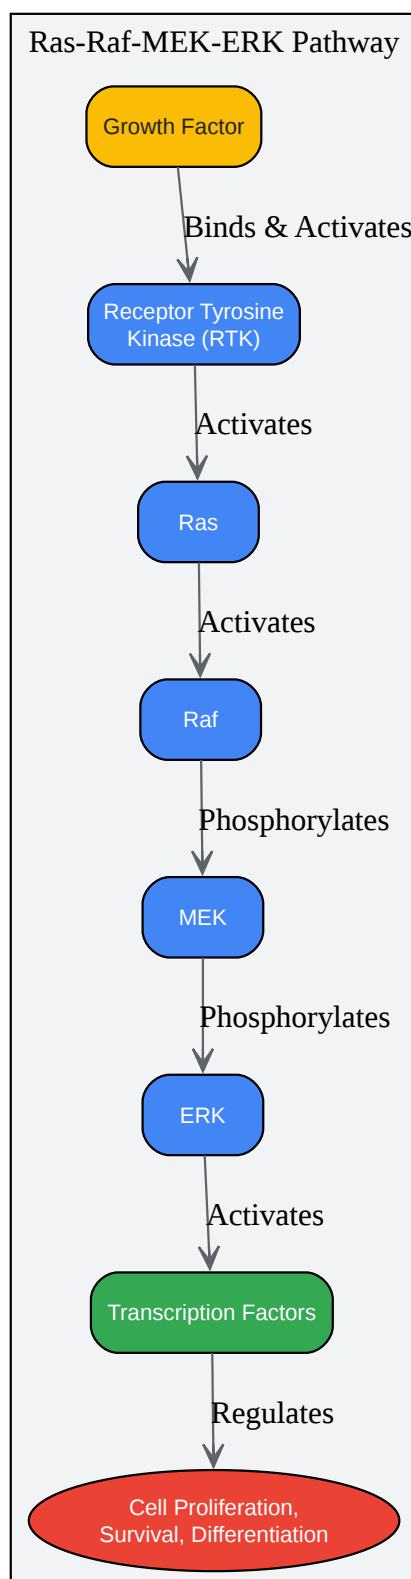 Ras-Raf-MEK-ERK Pathway
Growth Factor
Binds & Activates
Receptor Tyrosine
Kinase (RTK)
Activates
Ras
Activates
Raf
Phosphorylates
MEK
Phosphorylates
ERK
Activates
Transcription Factors
Regulates
Cell Proliferation,
Survival, Differentiation